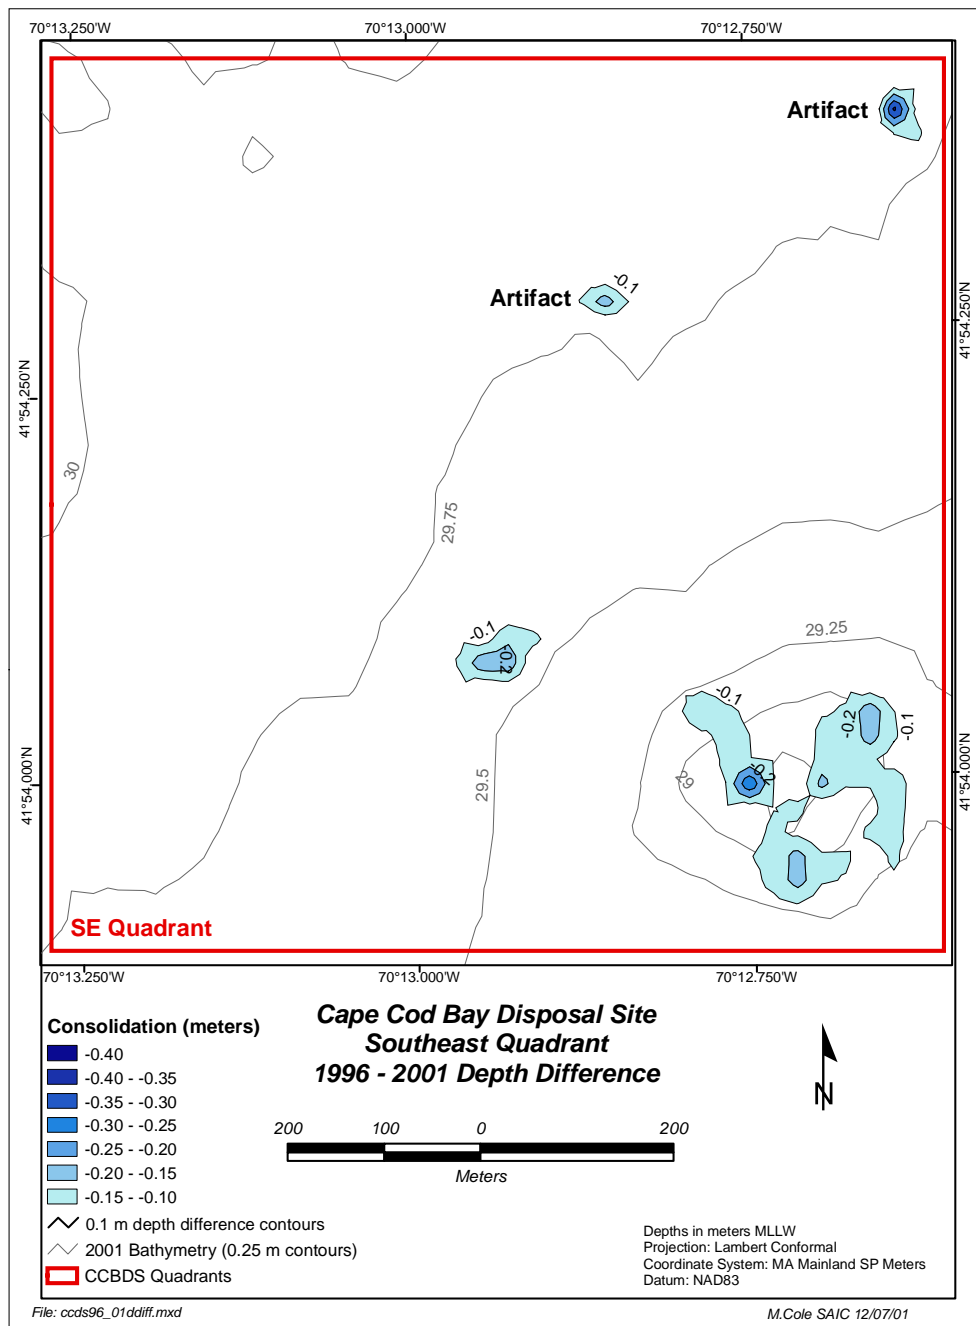 70°13.250'W 70°13.000'W 70°12.750'W
Artifact
-0.1
Artifact
41°54.250'N
41°54.250'N
30
29.75
-0.1
-0.2
29.25
-0.1
-0.2
-0.1
-0.2
29
29.5
41°54.000'N
41°54.000'N
SE Quadrant
70°13.250'W 70°13.000'W 70°12.750'W
Consolidation (meters)
-0.40
-0.40 - -0.35
-0.35 - -0.30
-0.30 - -0.25
-0.25 - -0.20
-0.20 - -0.15
-0.15 - -0.10
0.1 m depth difference contours
2001 Bathymetry (0.25 m contours)
CCBDS Quadrants
Cape Cod Bay Disposal Site
Southeast Quadrant
1996 - 2001 Depth Difference
200 100 0 200
Meters
N
Depths in meters MLLW
Projection: Lambert Conformal
Coordinate System: MA Mainland SP Meters
Datum: NAD83
File: ccds96_01ddiff.mxd
M.Cole SAIC 12/07/01